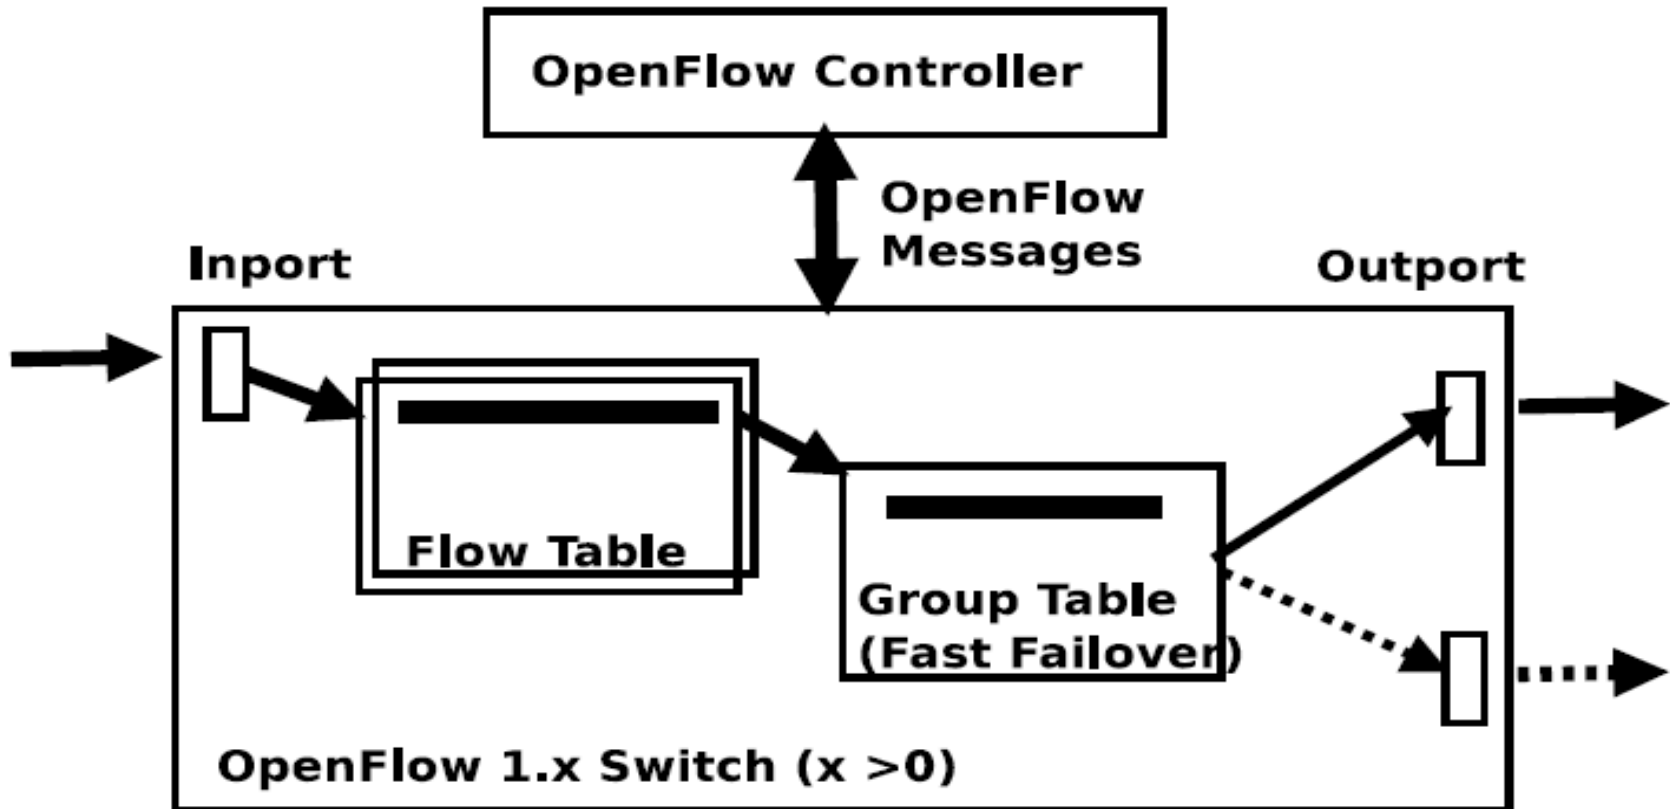 OpenFlow Controller
OpenFlow
Messages
Inport
Outport
Flow Table
Group Table
(Fast Failover)
OpenFlow 1.x Switch (x >0)